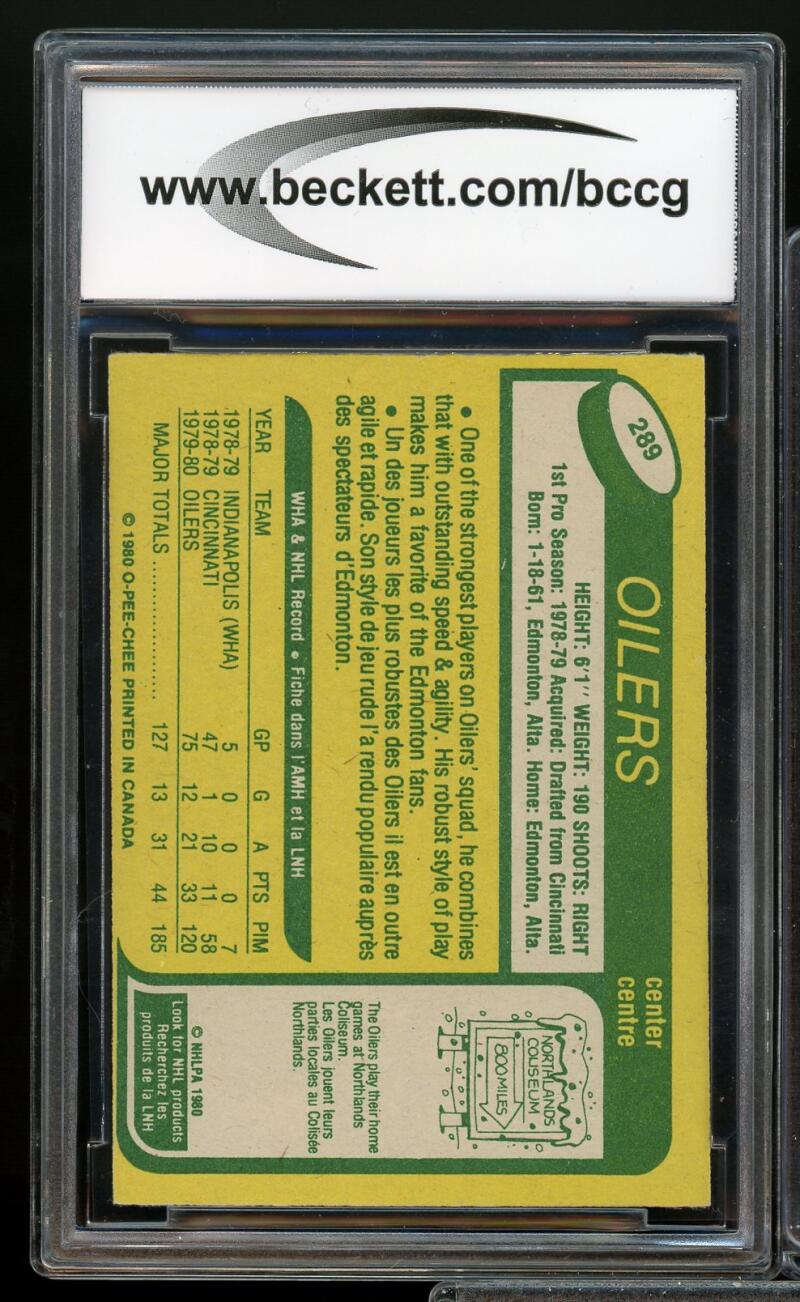 www.beckett.com/bccg
289
OILERS
center
centre
HEIGHT: 6'1'' WEIGHT: 190 SHOOTS: RIGHT
1st Pro Season: 1978-79 Acquired: Drafted from Cincinnati
Born: 1-18-61, Edmonton, Alta. Home: Edmonton, Alta.
• One of the strongest players on Oilers' squad, he combines
that with outstanding speed & agility. His robust style of play
makes him a favorite of the Edmonton fans.
• Un des joueurs les plus robustes des Oilers il est en outre
agile et rapide. Son style de jeu rude l'a rendu populaire auprès
des spectateurs d'Edmonton.
WHA & NHL Record • Fiche dans l'AMH et la LNH
YEAR TEAM GP G A PTS PIM
1978-79 INDIANAPOLIS (WHA) 5 0 0 0 7
1978-79 CINCINNATI 47 1 10 11 58
1979-80 OILERS 75 12 21 33 120
MAJOR TOTALS .................... 127 13 31 44 185
© 1980 O-PEE-CHEE PRINTED IN CANADA
NORTHLANDS
COLISEUM
800 MILES
The Oilers play their home
games at Northlands
Coliseum.
Les Oilers jouent leurs
parties locales au Colisée
Northlands.
© NHLPA 1980
Look for NHL products
Recherchez les
produits de la LNH